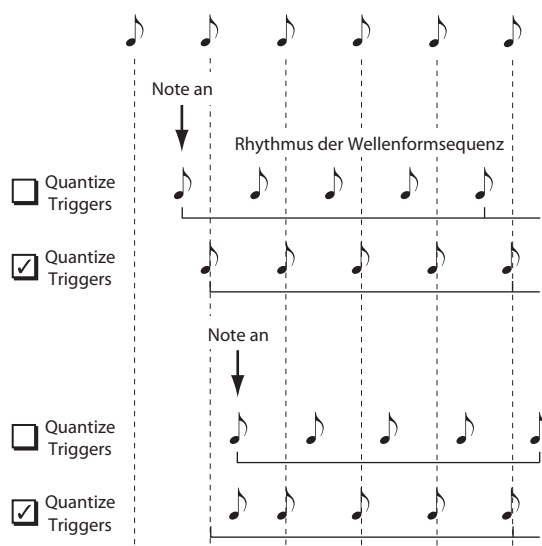 Note an
Rhythmus der Wellenformsequenz
Quantize
Triggers
Quantize
Triggers
Note an
Quantize
Triggers
Quantize
Triggers